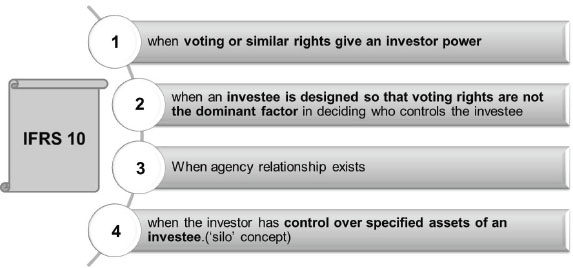 IFRS 10
1
when voting or similar rights give an investor power
2
when an investee is designed so that voting rights are not
the dominant factor in deciding who controls the investee
3
When agency relationship exists
4
when the investor has control over specified assets of an
investee.(‘silo’ concept)